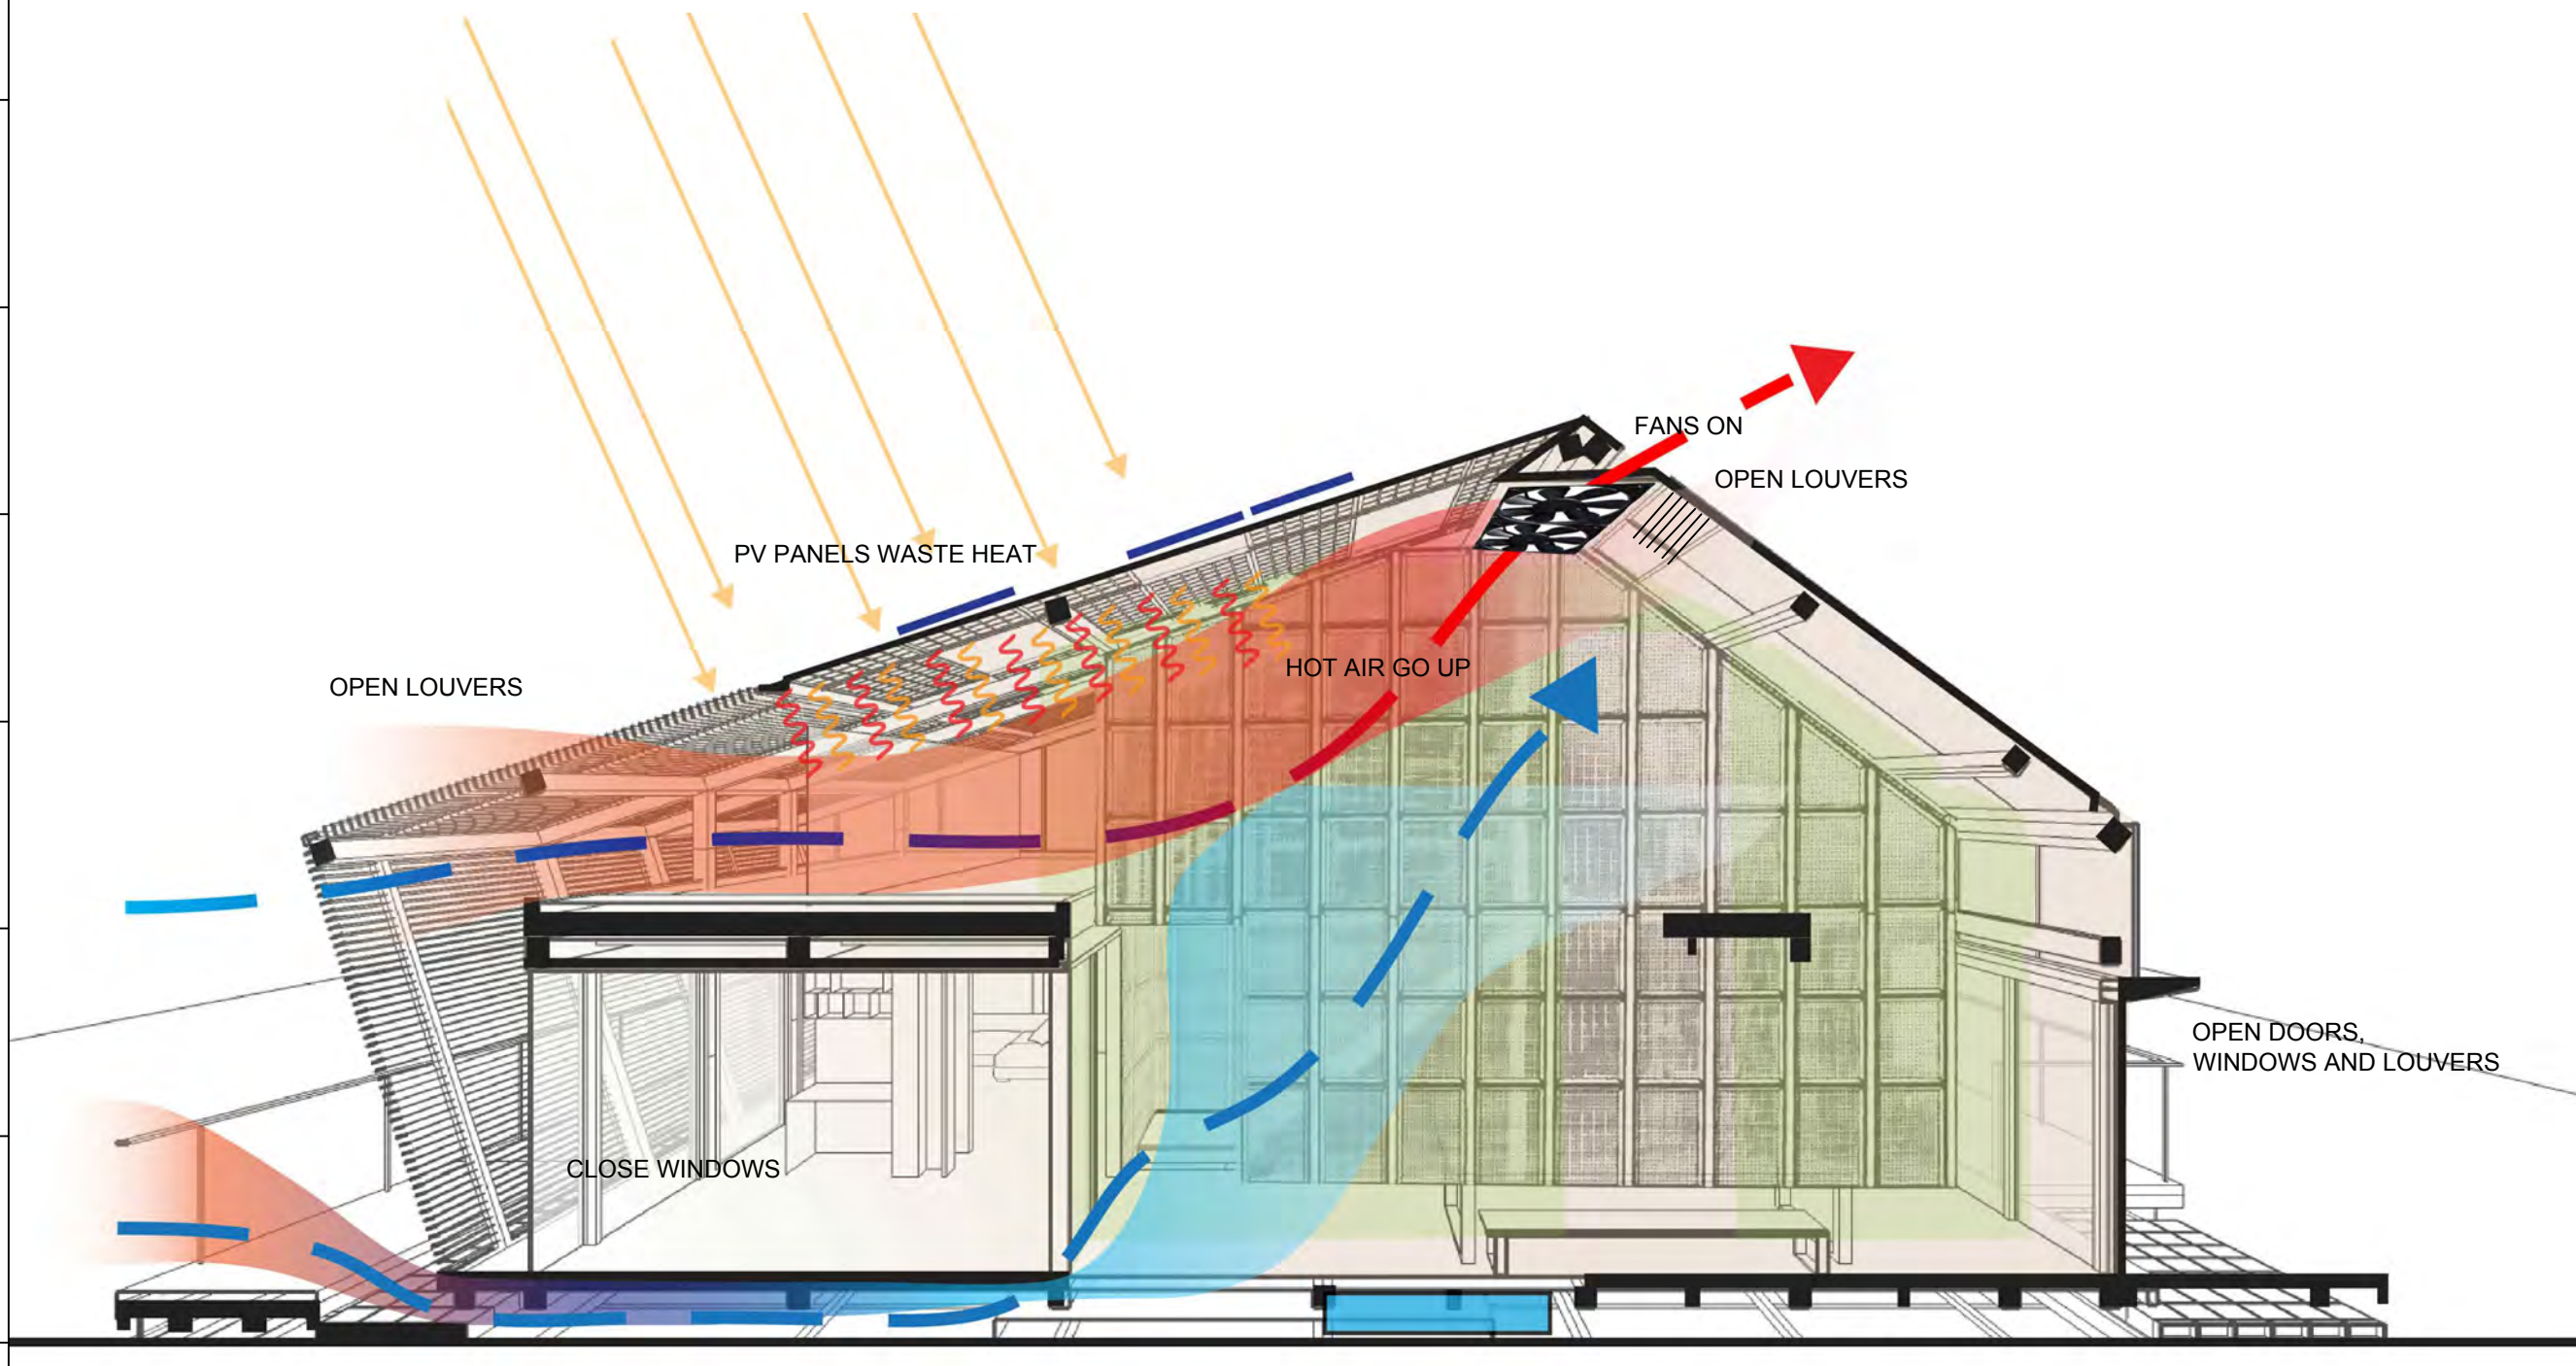 FANS ON
OPEN LOUVERS
PV PANELS WASTE HEAT
HOT AIR GO UP
OPEN LOUVERS
OPEN DOORS,
WINDOWS AND LOUVERS
CLOSE WINDOWS